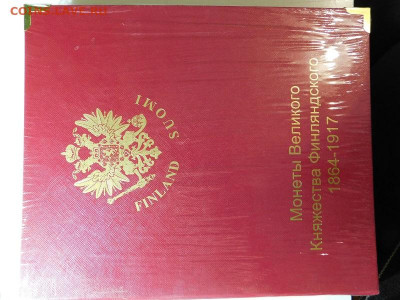 SUOMI
FINLAND
Монеты Великого
Княжества Финляндского
1864-1917